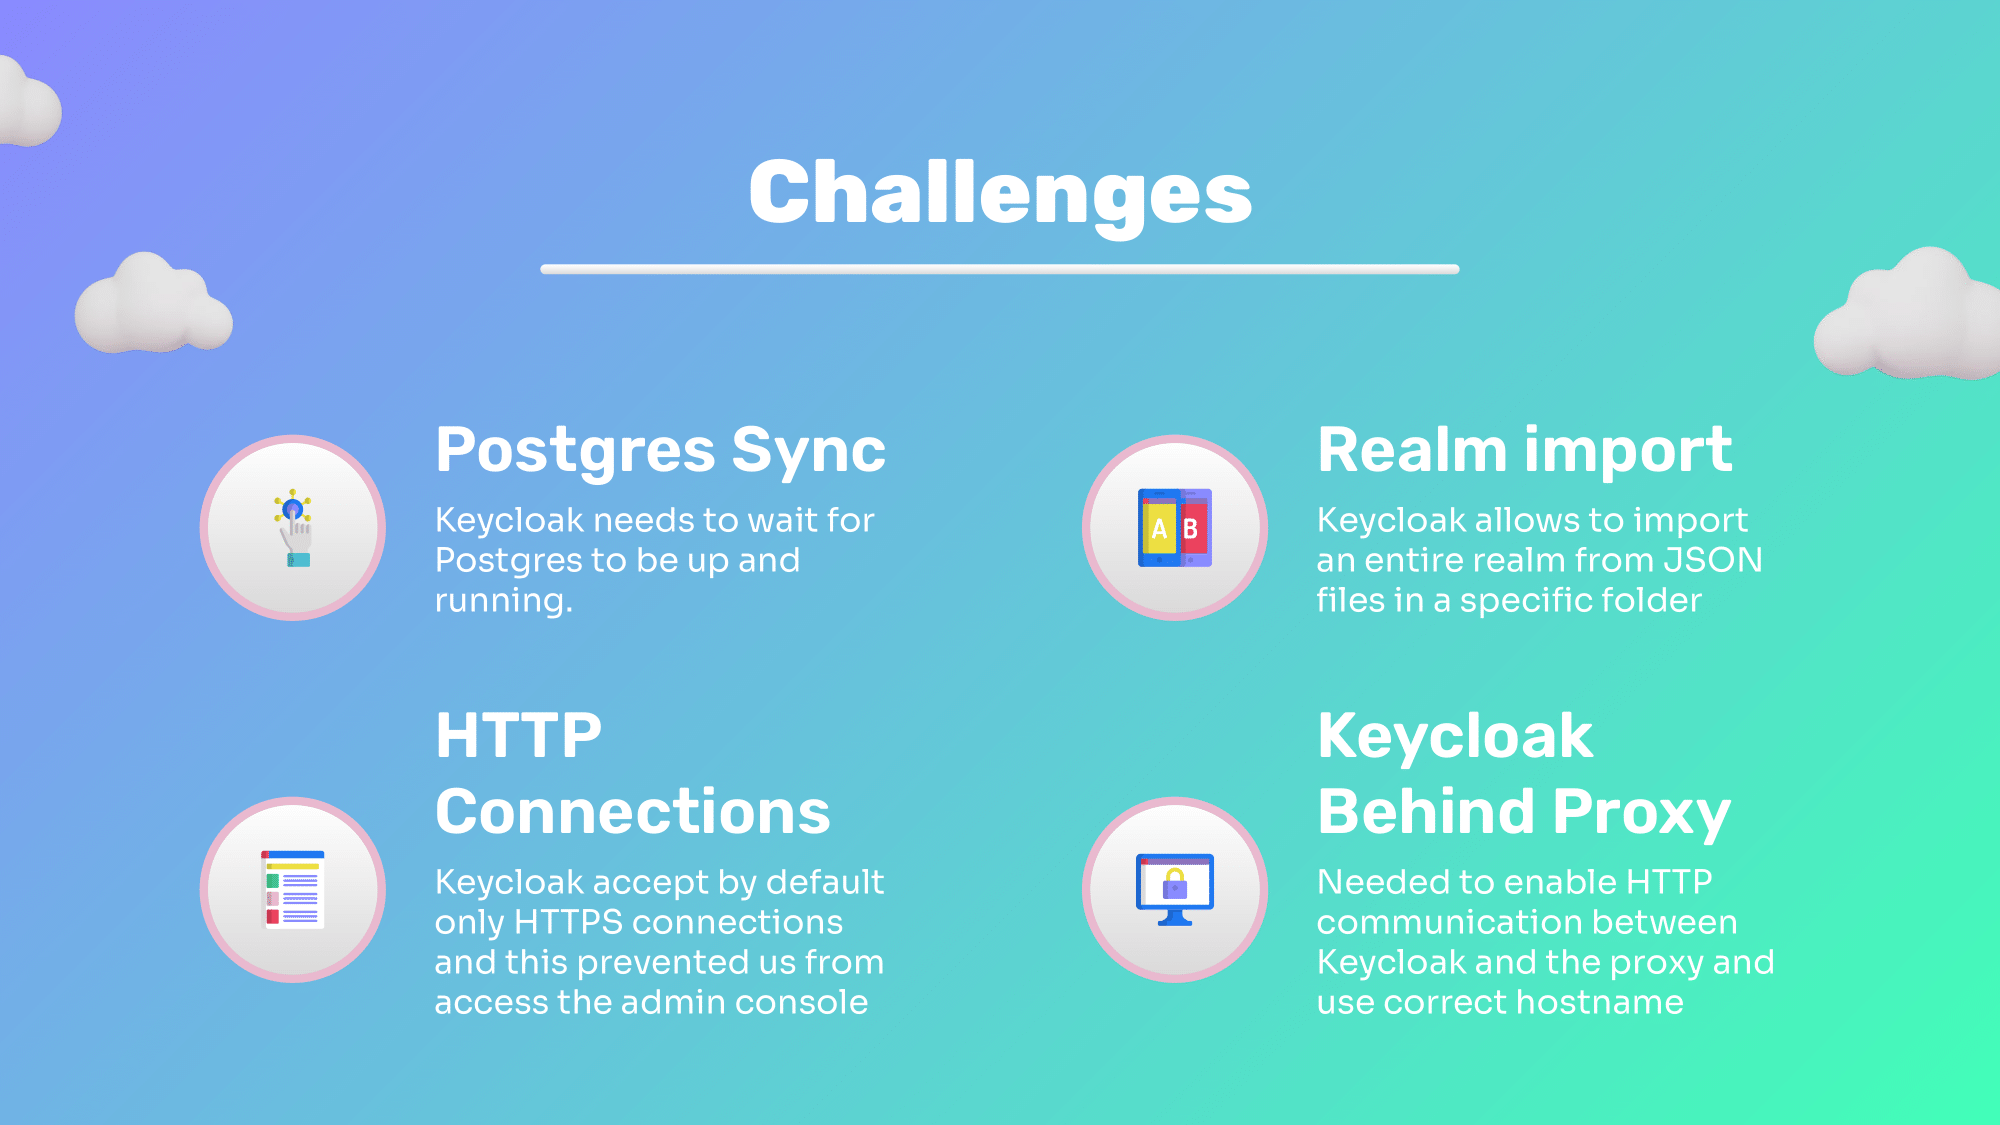 Challenges
Postgres Sync
Keycloak needs to wait for
Postgres to be up and
running.
Realm import
Keycloak allows to import
an entire realm from JSON
files in a specific folder
A B
HTTP
Connections
Keycloak accept by default
only HTTPS connections
and this prevented us from
access the admin console
Keycloak
Behind Proxy
Needed to enable HTTP
communication between
Keycloak and the proxy and
use correct hostname